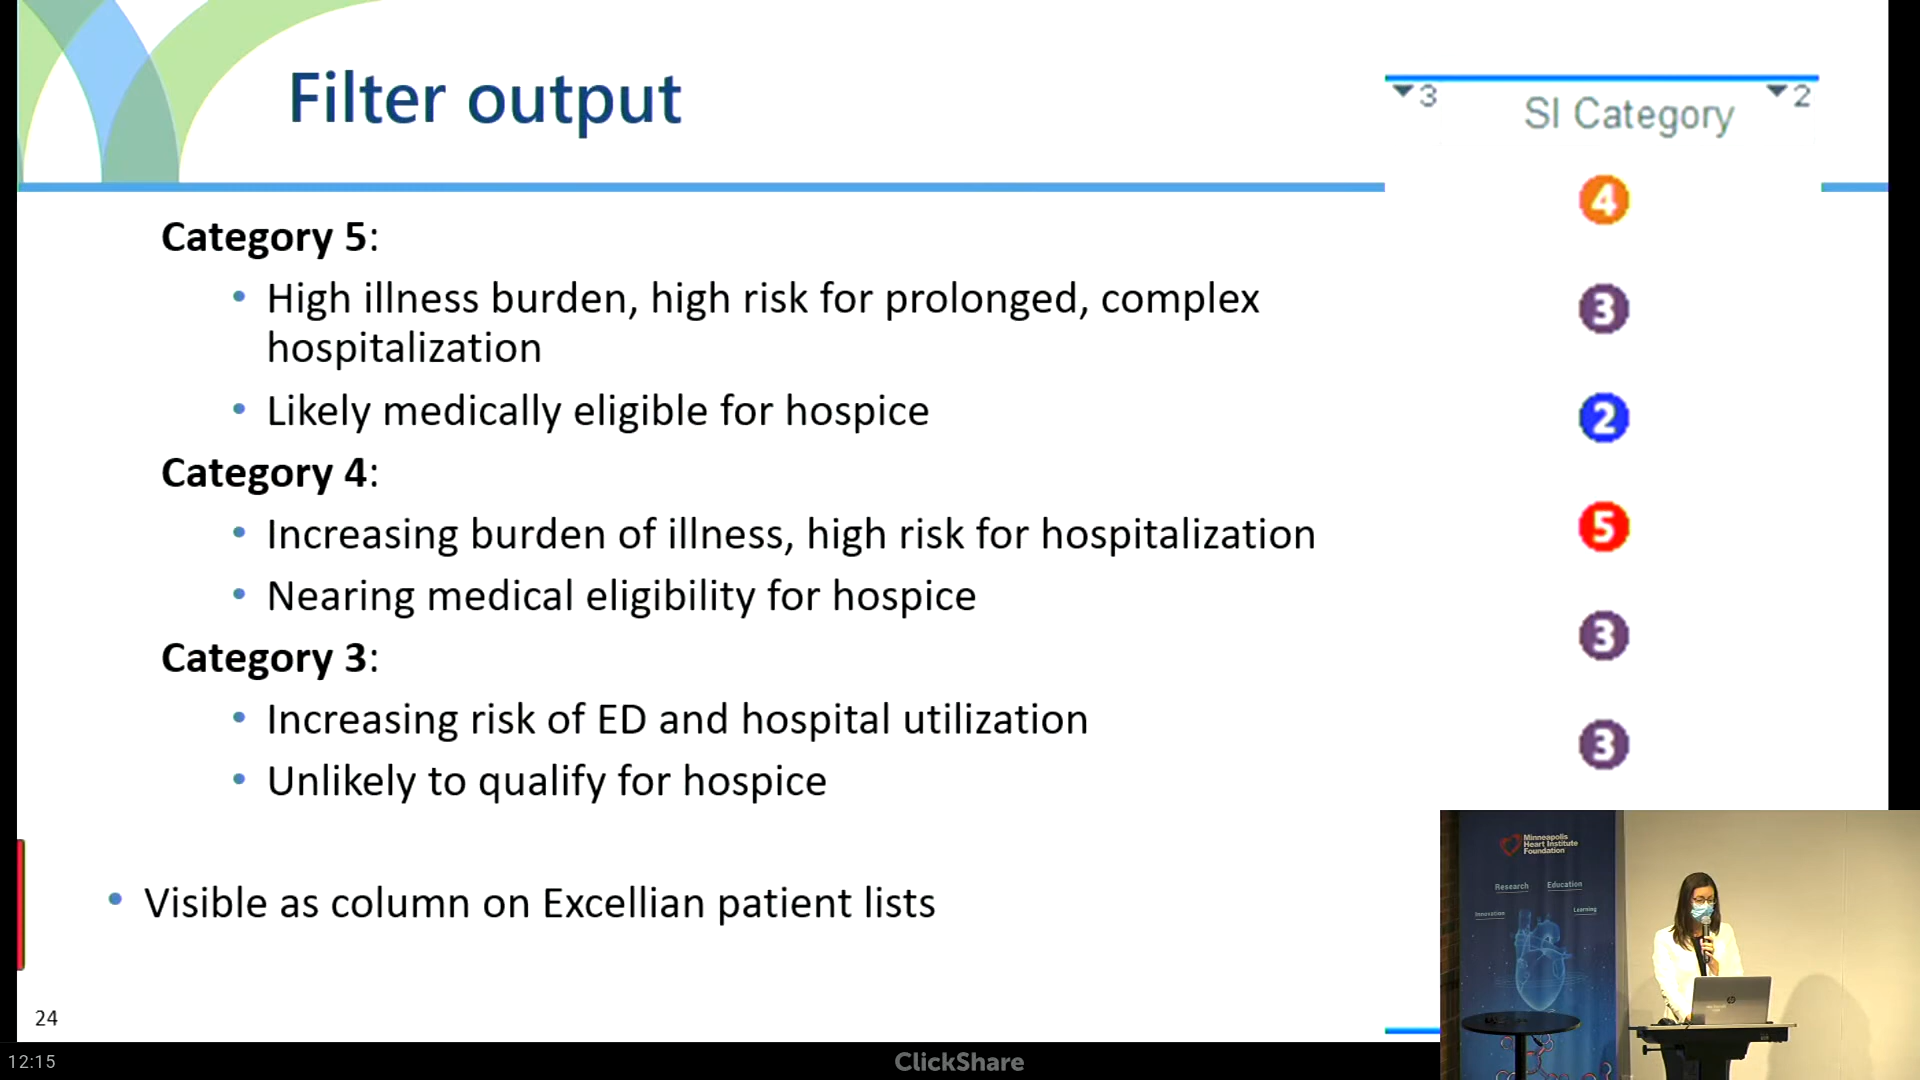 Filter output
Category 5:
• High illness burden, high risk for prolonged, complex
hospitalization
• Likely medically eligible for hospice
Category 4:
• Increasing burden of illness, high risk for hospitalization
• Nearing medical eligibility for hospice
Category 3:
• Increasing risk of ED and hospital utilization
• Unlikely to qualify for hospice
• Visible as column on Excellian patient lists
24
3 SI Category 2
4
3
2
5
3
3
Minneapolis
Heart Institute
Foundation
Research Education
Innovation Learning
hp
12:15
ClickShare